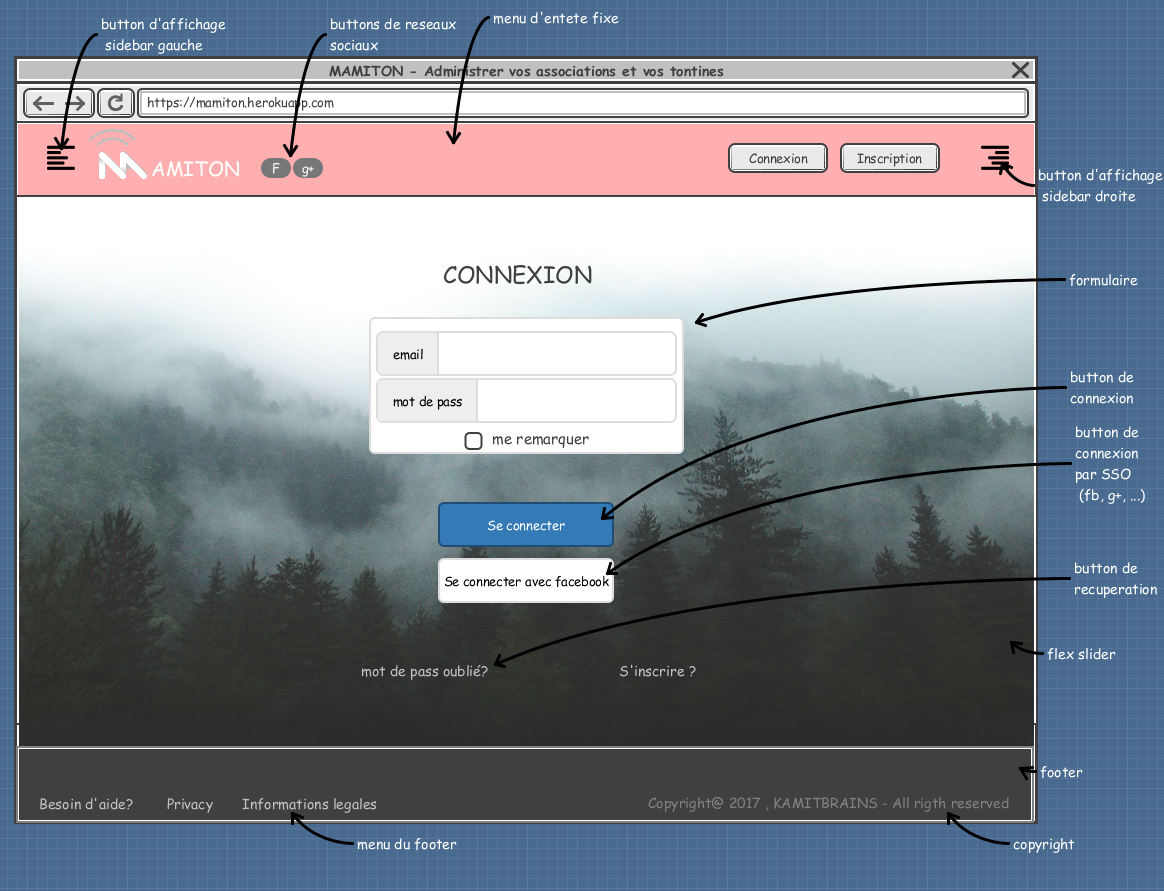 button d'affichage
sidebar gauche
buttons de reseaux
sociaux
menu d'entete fixe
MAMITON - Administrer vos associations et vos tontines
https://mamiton.herokuapp.com
MAMITON
F
g+
Connexion
Inscription
button d'affichage
sidebar droite
CONNEXION
formulaire
email
mot de pass
me remarquer
button de
connexion
button de
connexion
par SSO
(fb, g+, ...)
Se connecter
Se connecter avec facebook
button de
recuperation
mot de pass oublié?
S'inscrire ?
flex slider
footer
Besoin d'aide?
Privacy
Informations legales
Copyright@ 2017 , KAMITBRAINS - All rigth reserved
menu du footer
copyright